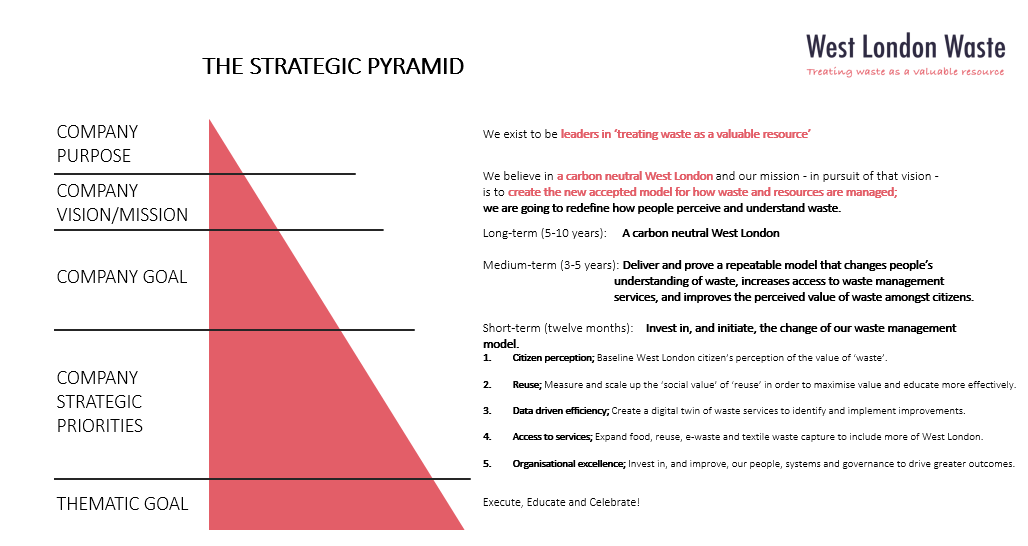 West London Waste
Treating waste as a valuable resource
THE STRATEGIC PYRAMID
COMPANY
PURPOSE
We exist to be leaders in ‘treating waste as a valuable resource’
COMPANY
VISION/MISSION
We believe in a carbon neutral West London and our mission - in pursuit of that vision -
is to create the new accepted model for how waste and resources are managed;
we are going to redefine how people perceive and understand waste.
COMPANY GOAL
Long-term (5-10 years): A carbon neutral West London
Medium-term (3-5 years): Deliver and prove a repeatable model that changes people’s
understanding of waste, increases access to waste management
services, and improves the perceived value of waste amongst citizens.
Short-term (twelve months): Invest in, and initiate, the change of our waste management
model.
COMPANY
STRATEGIC
PRIORITIES
1. Citizen perception; Baseline West London citizen’s perception of the value of ‘waste’.
2. Reuse; Measure and scale up the ‘social value’ of ‘reuse’ in order to maximise value and educate more effectively.
3. Data driven efficiency; Create a digital twin of waste services to identify and implement improvements.
4. Access to services; Expand food, reuse, e-waste and textile waste capture to include more of West London.
5. Organisational excellence; Invest in, and improve, our people, systems and governance to drive greater outcomes.
THEMATIC GOAL
Execute, Educate and Celebrate!